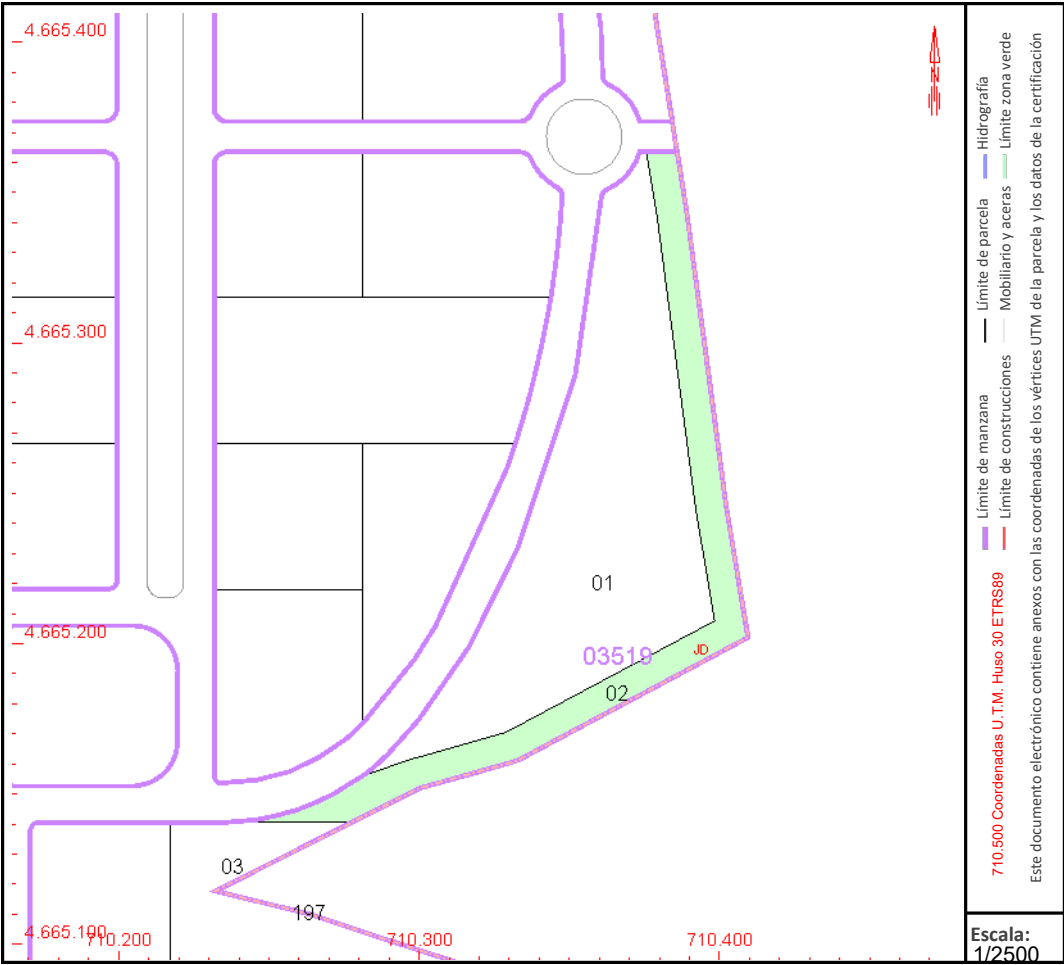 4.665.400
N
4.665.300
01
4.665.200
03519
JD
02
03
197
4.665.100
710.200
710.300
710.400
Límite de manzana
Límite de parcela
Hidrografía
710.500 Coordenadas U.T.M. Huso 30 ETRS89
Límite de construcciones
Mobiliario y aceras
Límite zona verde
Este documento electrónico contiene anexos con las coordenadas de los vértices UTM de la parcela y los datos de la certificación
Escala:
1/2500